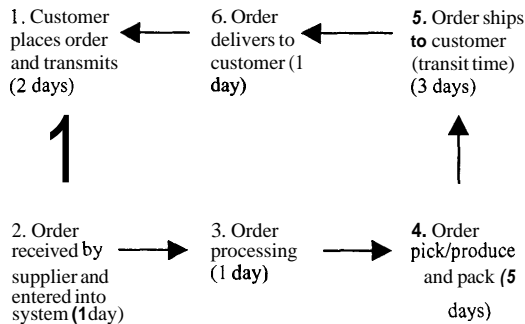 1. Customer
places order
and transmits
(2 days)
6. Order
delivers to
customer (1
day)
5. Order ships
to customer
(transit time)
(3 days)
1
2. Order
received by
supplier and
entered into
system (1day)
3. Order
processing
(1 day)
4. Order
pick/produce
and pack (5
days)